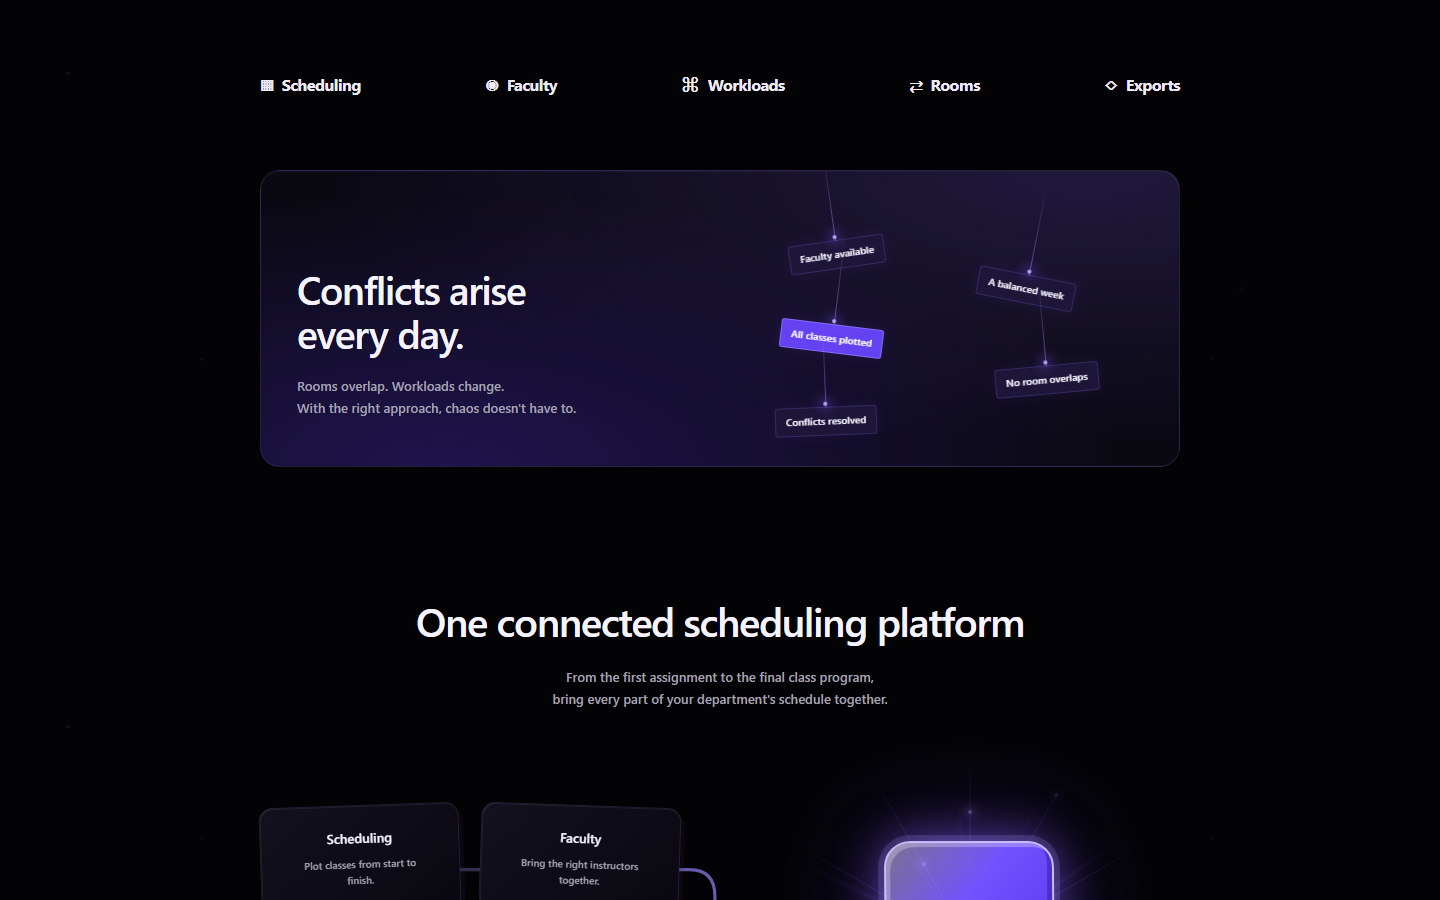 Scheduling
Faculty
Workloads
Rooms
Exports
Conflicts arise
every day.
Rooms overlap. Workloads change.
With the right approach, chaos doesn't have to.
Faculty available
All classes plotted
Conflicts resolved
A balanced week
No room overlaps
One connected scheduling platform
From the first assignment to the final class program,
bring every part of your department's schedule together.
Scheduling
Plot classes from start to
finish.
Faculty
Bring the right instructors
together.